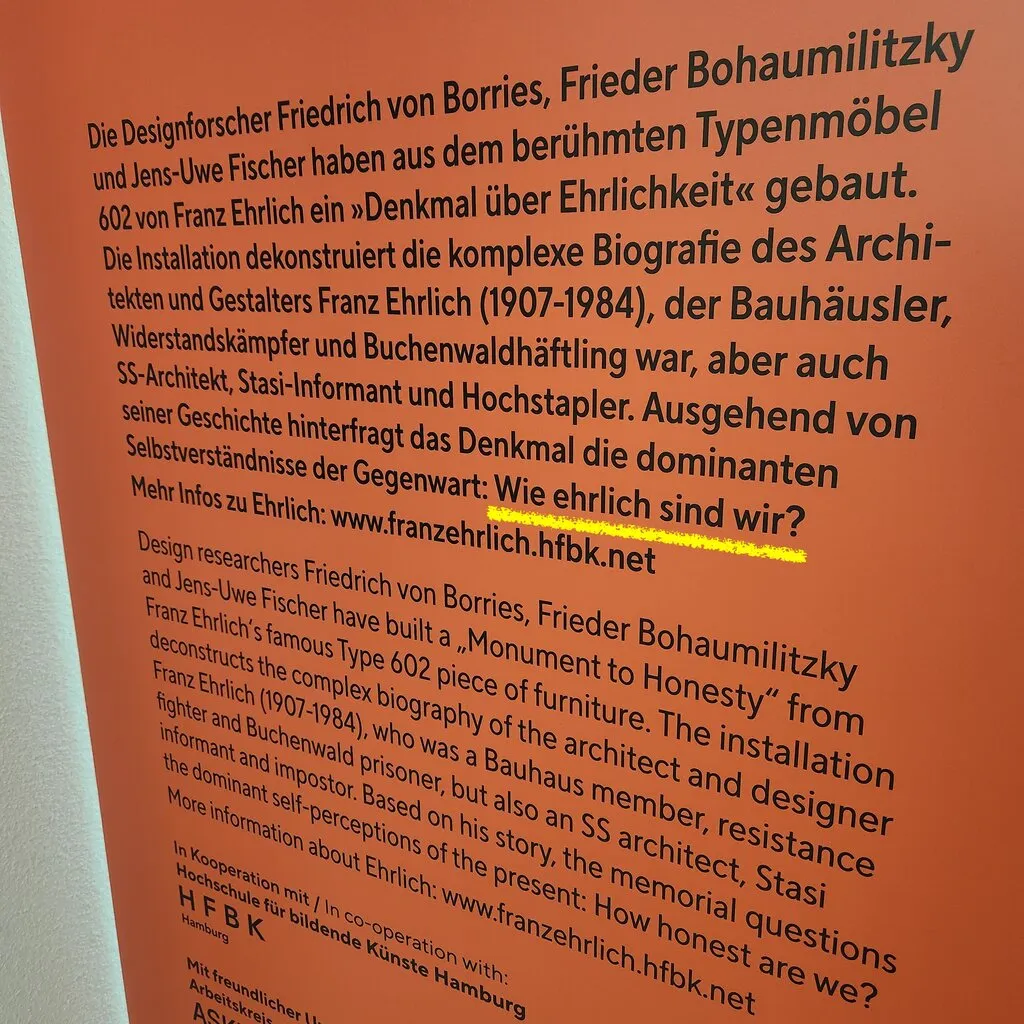 Die Designforscher Friedrich von Borries, Frieder Bohaumilitzky
und Jens-Uwe Fischer haben aus dem berühmten Typenmöbel
602 von Franz Ehrlich ein »Denkmal über Ehrlichkeit« gebaut.
Die Installation dekonstruiert die komplexe Biografie des Archi-
tekten und Gestalters Franz Ehrlich (1907-1984), der Bauhäusler,
Widerstandskämpfer und Buchenwaldhäftling war, aber auch
SS-Architekt, Stasi-Informant und Hochstapler. Ausgehend von
seiner Geschichte hinterfragt das Denkmal die dominanten
Selbstverständnisse der Gegenwart: Wie ehrlich sind wir?
Mehr Infos zu Ehrlich: www.franzehrlich.hfbk.net
Design researchers Friedrich von Borries, Frieder Bohaumilitzky
and Jens-Uwe Fischer have built a „Monument to Honesty“ from
Franz Ehrlich's famous Type 602 piece of furniture. The installation
deconstructs the complex biography of the architect and designer
Franz Ehrlich (1907-1984), who was a Bauhaus member, resistance
fighter and Buchenwald prisoner, but also an SS architect, Stasi
informant and impostor. Based on his story, the memorial questions
the dominant self-perceptions of the present: How honest are we?
More information about Ehrlich: www.franzehrlich.hfbk.net
In Kooperation mit / In co-operation with:
Hochschule für bildende Künste Hamburg
HFBK
Hamburg
Mit freundlicher
Arbeitskreis